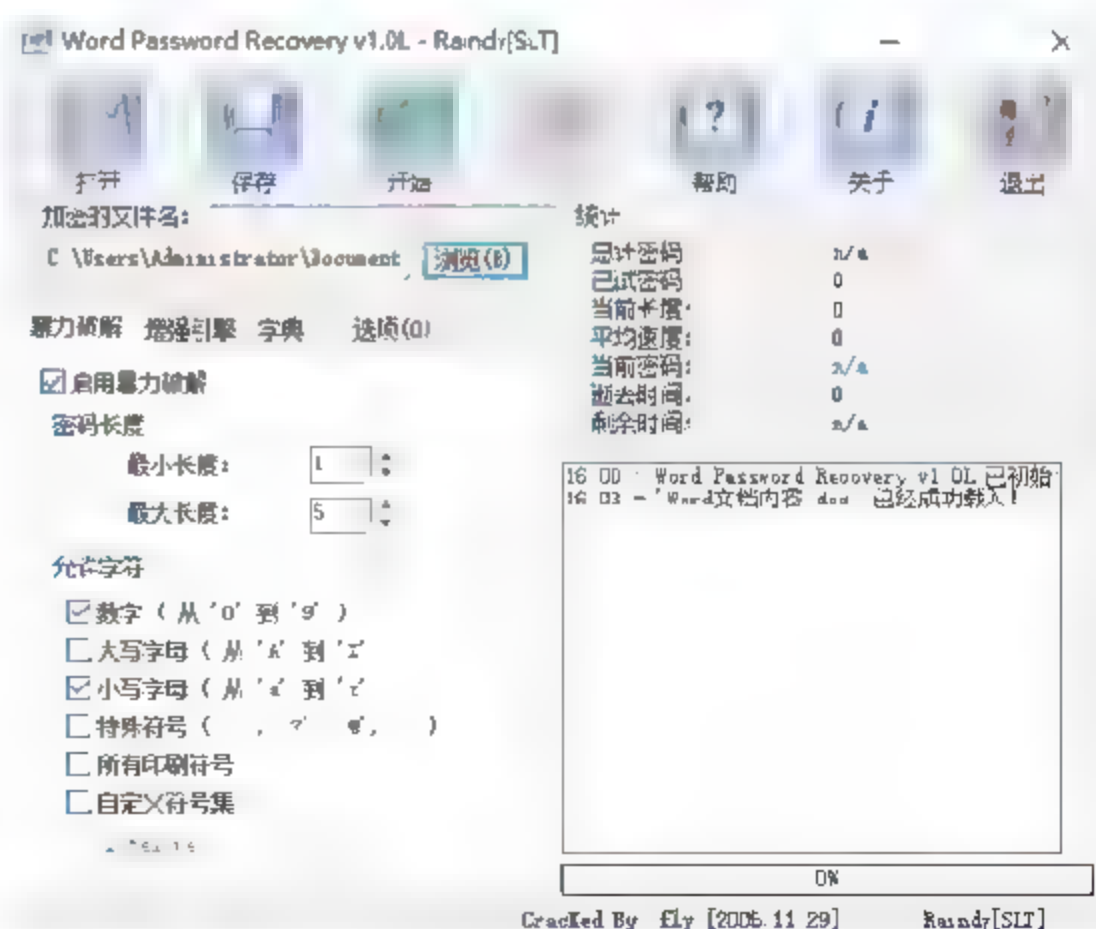 Word Password Recovery v1.0L - Raindy[SLT]
打开 保存 开始 帮助 关于 退出
加密的文件名:
C:\Users\Administrator\Document 浏览(B)
暴力破解 增强引擎 字典 选项(O)
启用暴力破解
密码长度
最小长度: 1
最大长度: 5
允许字符
数字 ( 从 '0' 到 '9' )
大写字母 ( 从 'A' 到 'Z'
小写字母 ( 从 'a' 到 'z'
特殊符号 (
所有印刷符号
自定义符号集
统计
总计密码 n/a
已试密码 0
当前长度: 0
平均速度: 0
当前密码: n/a
逝去时间: 0
剩余时间: n/a
16:00 - Word Password Recovery v1.0L 已初始
16:03 - 'Word文档内容.doc' 已经成功载入!
0%
Cracked By fly [2005.11.29] Raindy[SLT]